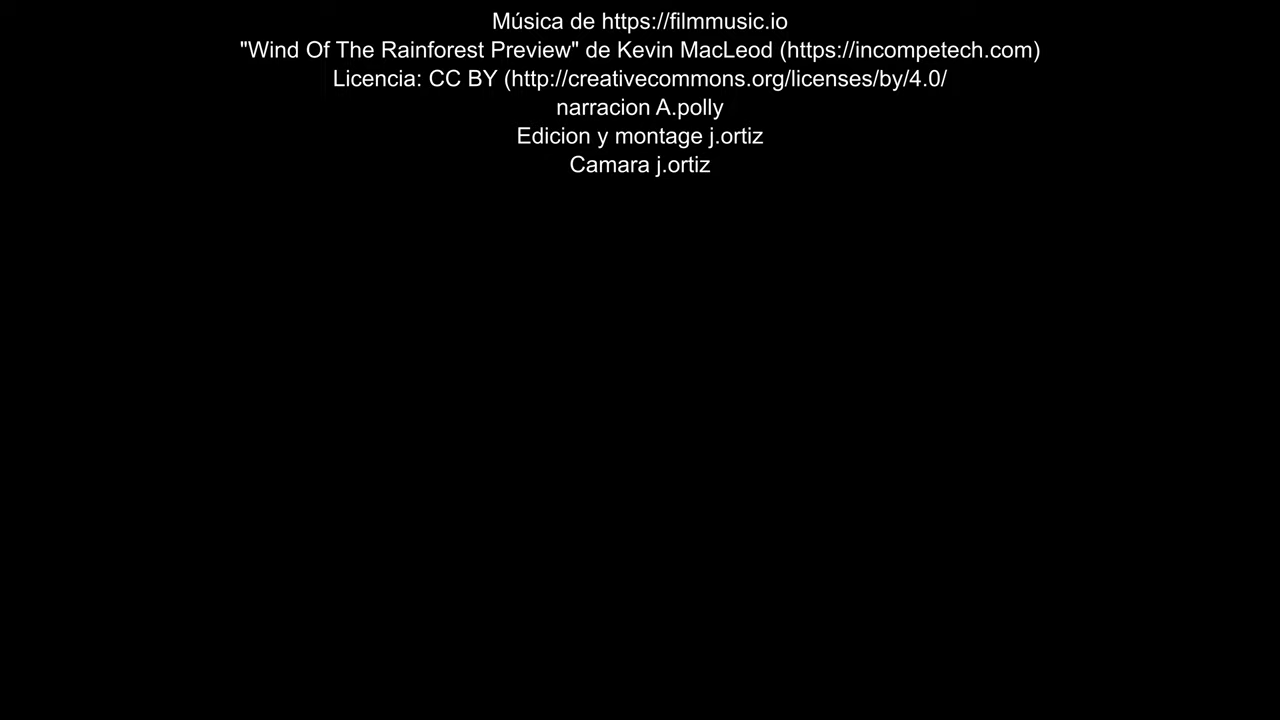 Música de https://filmmusic.io
"Wind Of The Rainforest Preview" de Kevin MacLeod (https://incompetech.com)
Licencia: CC BY (http://creativecommons.org/licenses/by/4.0/
narracion A.polly
Edicion y montage j.ortiz
Camara j.ortiz